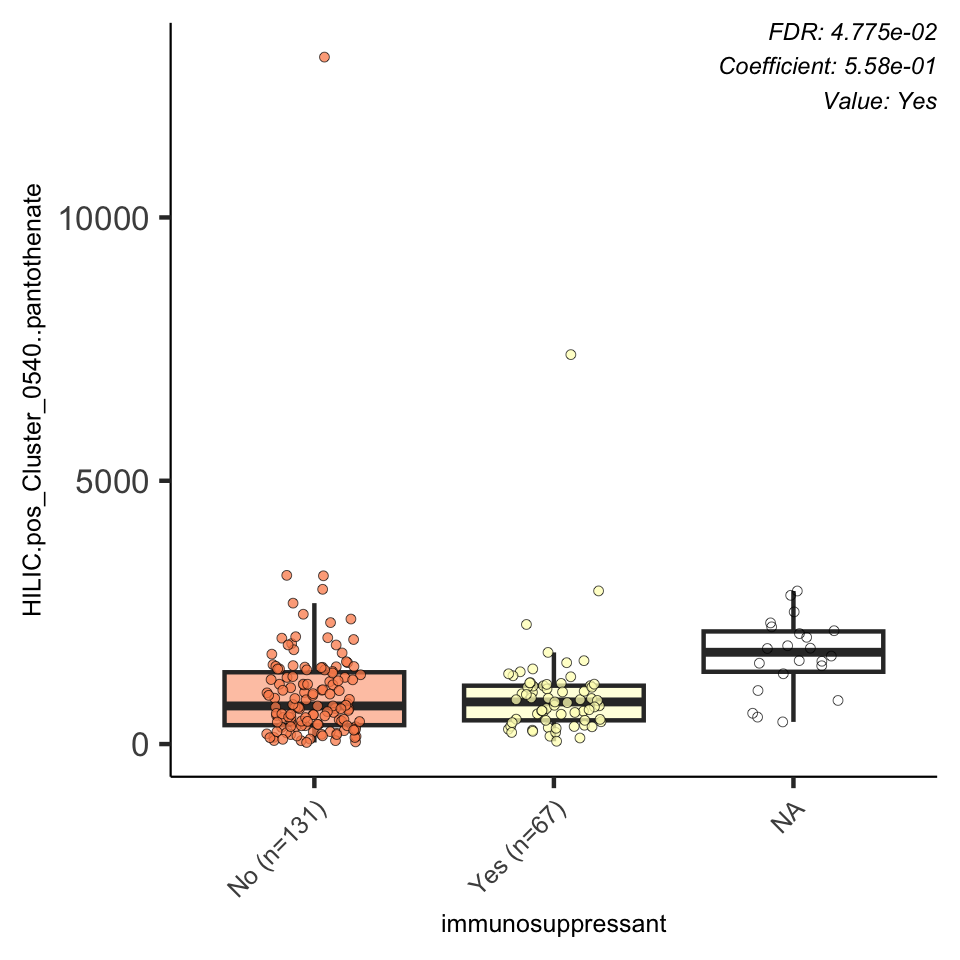 FDR: 4.775e-02
Coefficient: 5.58e-01
Value: Yes
HILIC.pos_Cluster_0540..pantothenate
10000
5000
0
No (n=131)
Yes (n=67)
NA
immunosuppressant